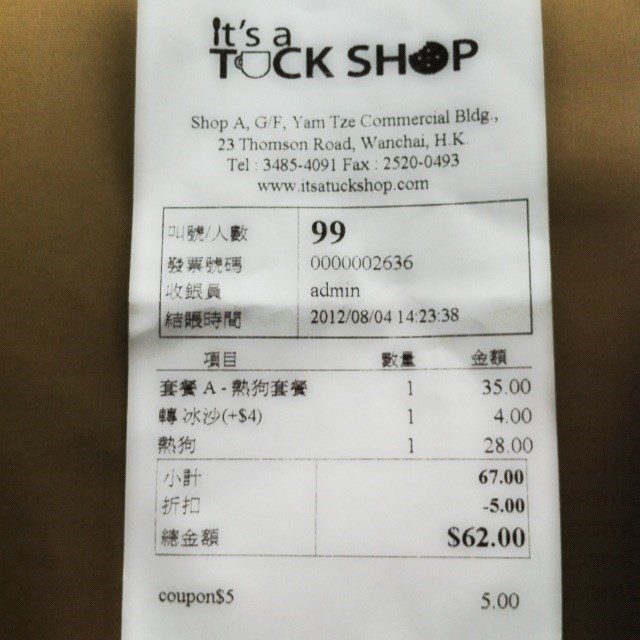 It's a
TUCK SHOP
Shop A, G/F, Yam Tze Commercial Bldg.,
23 Thomson Road, Wanchai, H.K.
Tel : 3485-4091 Fax : 2520-0493
www.itsatuckshop.com
叫號/人數 99
發票號碼 0000002636
收銀員 admin
結賬時間 2012/08/04 14:23:38
項目 數量 金額
套餐 A - 熱狗套餐 1 35.00
轉 冰沙(+$4) 1 4.00
熱狗 1 28.00
小計 67.00
折扣 -5.00
總金額 $62.00
coupon$5 5.00